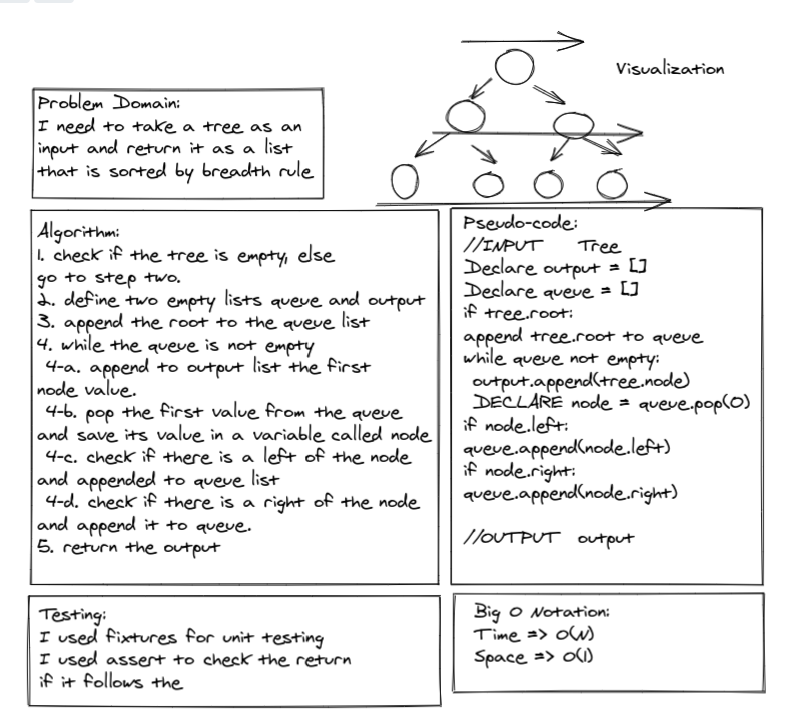 Visualization
Problem Domain:
I need to take a tree as an
input and return it as a list
that is sorted by breadth rule
Algorithm:
1. check if the tree is empty, else
go to step two.
2. define two empty lists queue and output
3. append the root to the queue list
4. while the queue is not empty
4-a. append to output list the first
node value.
4-b. pop the first value from the queue
and save its value in a variable called node
4-c. check if there is a left of the node
and appended to queue list
4-d. check if there is a right of the node
and append it to queue.
5. return the output
Pseudo-code:
//INPUT Tree
Declare output = []
Declare queue = []
if tree.root:
append tree.root to queue
while queue not empty:
output.append(tree.node)
DECLARE node = queue.pop(0)
if node.left:
queue.append(node.left)
if node.right:
queue.append(node.right)
//OUTPUT output
Testing:
I used fixtures for unit testing
I used assert to check the return
if it follows the
Big O Notation:
Time => O(N)
Space => O(1)